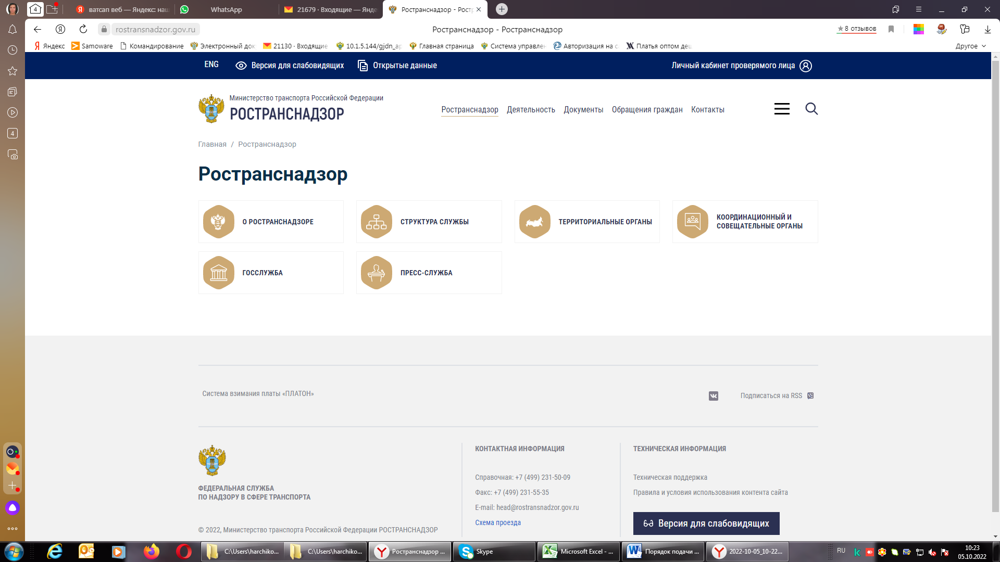 4
ватсап веб — Яндекс: наш
WhatsApp
21679 · Входящие — Янде
Ространснадзор - Рост
rostransnadzor.gov.ru
Ространснадзор - Ространснадзор
8 отзывов
Яндекс
Samoware
Командирование
Электронный док
21130 · Входящие
10.1.5.144/gjdn_ap
Главная страница
Система управлен
Авторизация на са
Платья оптом деш
Другое
4
ENG
Версия для слабовидящих
Открытые данные
Личный кабинет проверямого лица
Министерство транспорта Российской Федерации
РОСТРАНСНАДЗОР
Ространснадзор
Деятельность
Документы
Обращения граждан
Контакты
Главная / Ространснадзор
Ространснадзор
О РОСТРАНСНАДЗОРЕ
СТРУКТУРА СЛУЖБЫ
ТЕРРИТОРИАЛЬНЫЕ ОРГАНЫ
КООРДИНАЦИОННЫЙ И
СОВЕЩАТЕЛЬНЫЕ ОРГАНЫ
ГОССЛУЖБА
ПРЕСС-СЛУЖБА
Система взимания платы «ПЛАТОН»
Подписаться на RSS
ФЕДЕРАЛЬНАЯ СЛУЖБА
ПО НАДЗОРУ В СФЕРЕ ТРАНСПОРТА
© 2022, Министерство транспорта Российской Федерации РОСТРАНСНАДЗОР
КОНТАКТНАЯ ИНФОРМАЦИЯ
Справочная: +7 (499) 231-50-09
Факс: +7 (499) 231-55-35
E-mail: head@rostransnadzor.gov.ru
Схема проезда
ТЕХНИЧЕСКАЯ ИНФОРМАЦИЯ
Техническая поддержка
Правила и условия использования контента сайта
Версия для слабовидящих
C:\Users\harchiko...
C:\Users\harchiko...
Ространснадзор ...
Skype
Microsoft Excel - ...
Порядок подачи ...
2022-10-05_10-22...
RU
10:23
05.10.2022